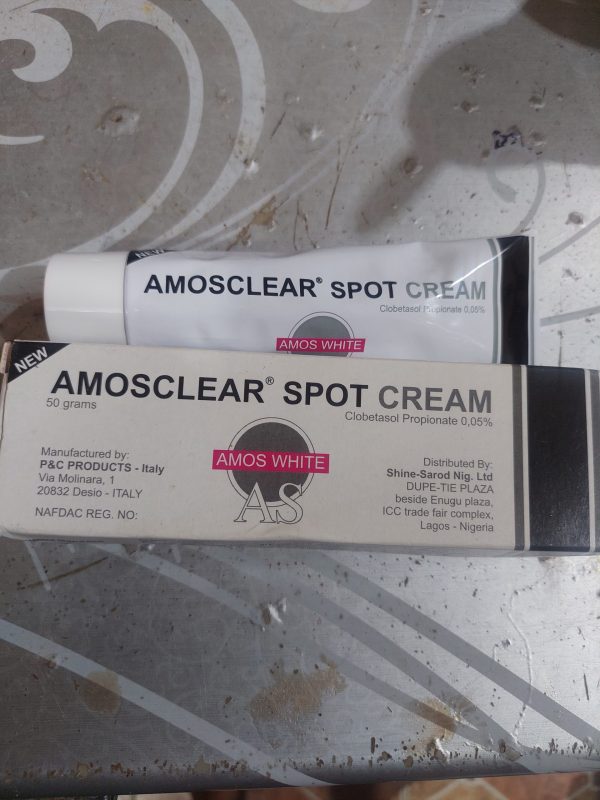 NEW
AMOSCLEAR® SPOT CREAM
Clobetasol Propionate 0,05%
AMOS WHITE
NEW
AMOSCLEAR® SPOT CREAM
50 grams
Clobetasol Propionate 0,05%
AMOS WHITE
AS
Manufactured by:
P&C PRODUCTS - Italy
Via Molinara, 1
20832 Desio - ITALY
NAFDAC REG. NO:
Distributed By:
Shine-Sarod Nig. Ltd
DUPE-TIE PLAZA
beside Enugu plaza,
ICC trade fair complex,
Lagos - Nigeria